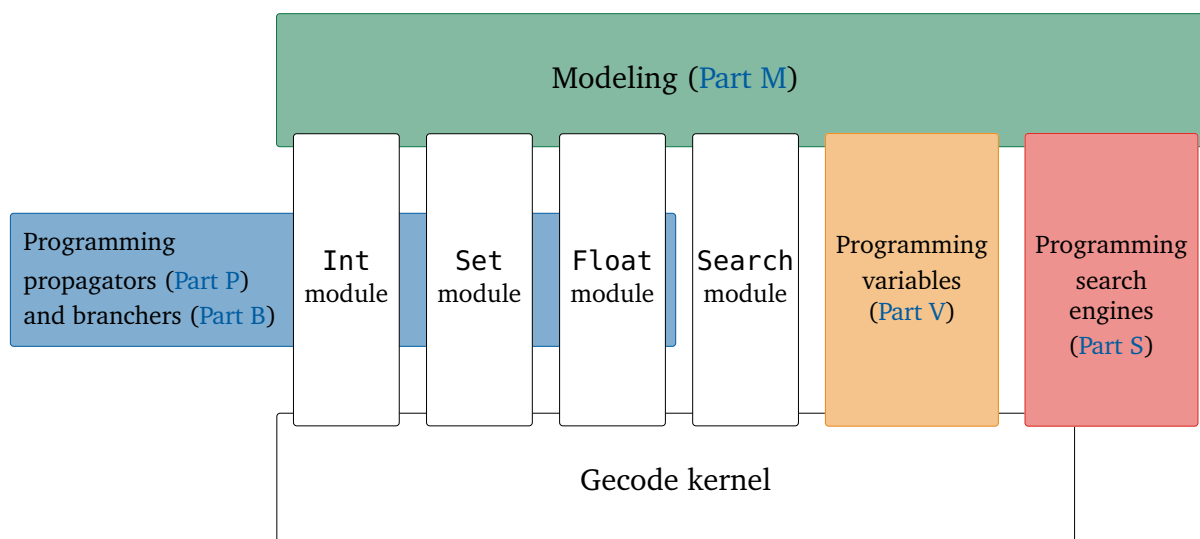 Modeling (Part M)
Programming
propagators (Part P)
and branchers (Part B)
Int
module
Set
module
Float
module
Search
module
Programming
variables
(Part V)
Programming
search
engines
(Part S)
Gecode kernel